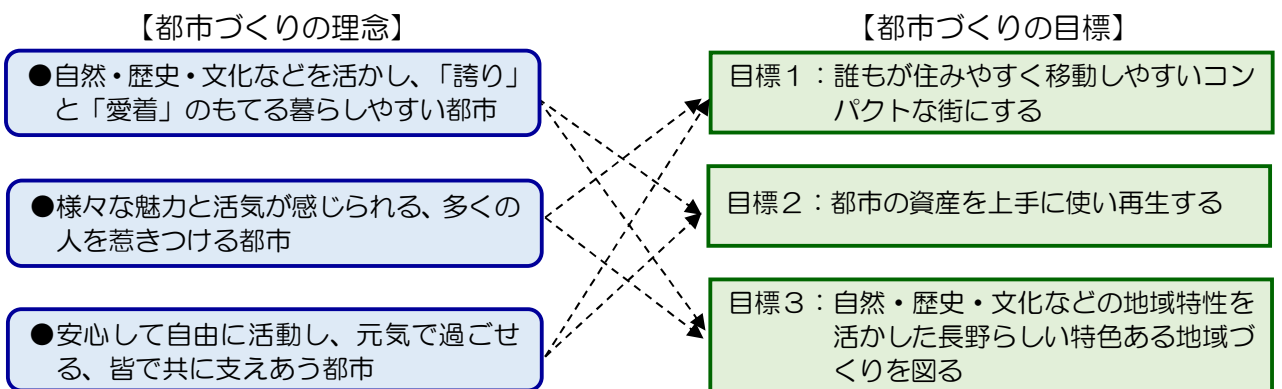 【都市づくりの理念】
●自然・歴史・文化などを活かし、「誇り」
と「愛着」のもてる暮らしやすい都市
●様々な魅力と活気が感じられる、多くの
人を惹きつける都市
●安心して自由に活動し、元気で過ごせ
る、皆で共に支えあう都市
【都市づくりの目標】
目標１：誰もが住みやすく移動しやすいコン
パクトな街にする
目標２：都市の資産を上手に使い再生する
目標３：自然・歴史・文化などの地域特性を
活かした長野らしい特色ある地域づ
くりを図る